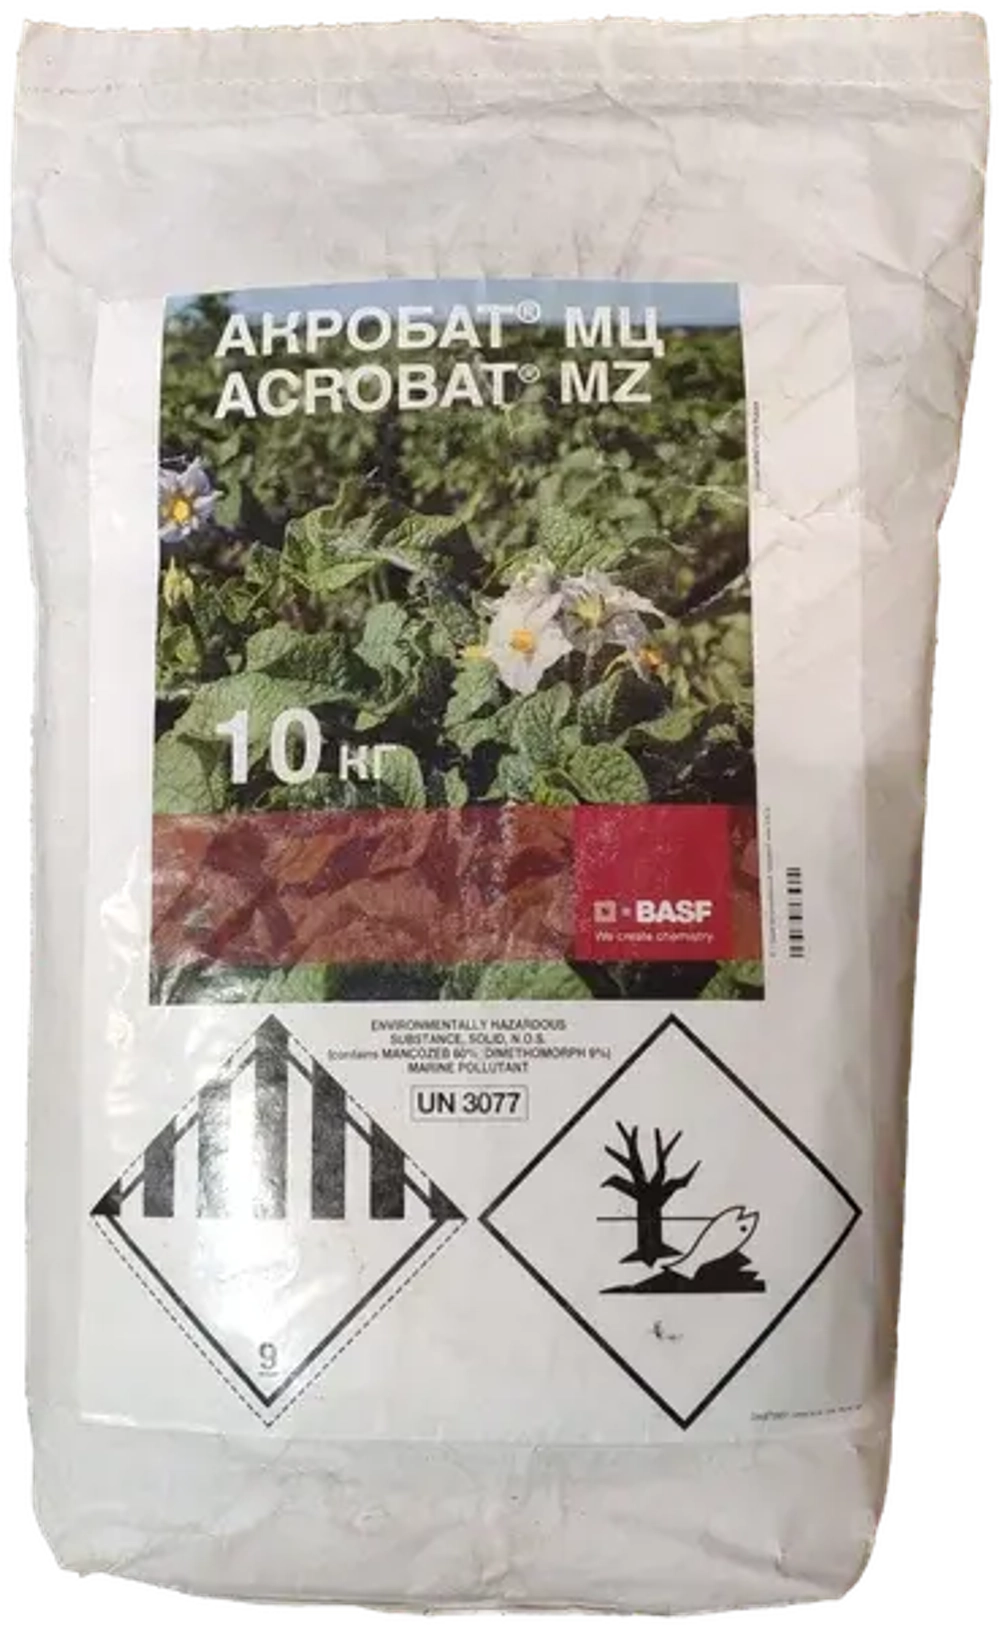 АКРОБАТ® МЦ
ACROBAT® MZ
10 кг
BASF
We create chemistry
ENVIRONMENTALLY HAZARDOUS
SUBSTANCE, SOLID, N.O.S.
(contains MANCOZEB 60%, DIMETHOMORPH 9%)
MARINE POLLUTANT
UN 3077
9